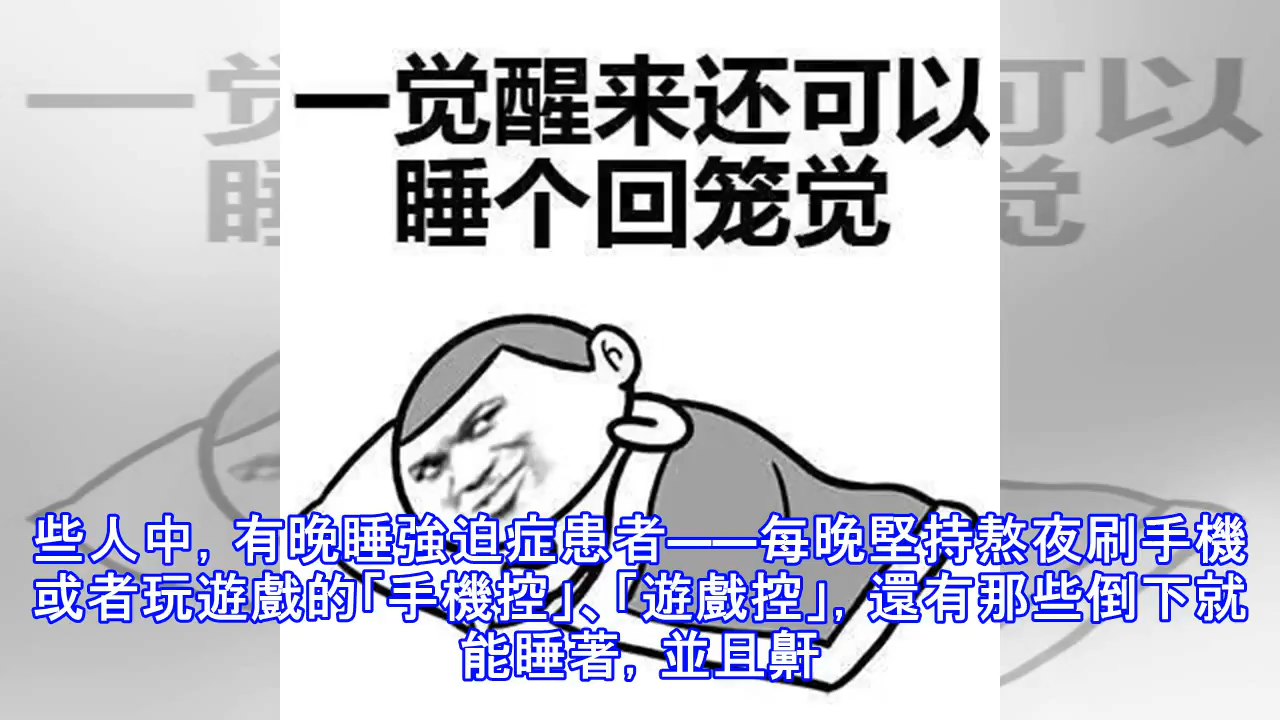 一觉醒来还可以
睡个回笼觉
些人中，有晚睡強迫症患者——每晚堅持熬夜刷手機
或者玩遊戲的「手機控」、「遊戲控」，還有那些倒下就
能睡著，並且鼾